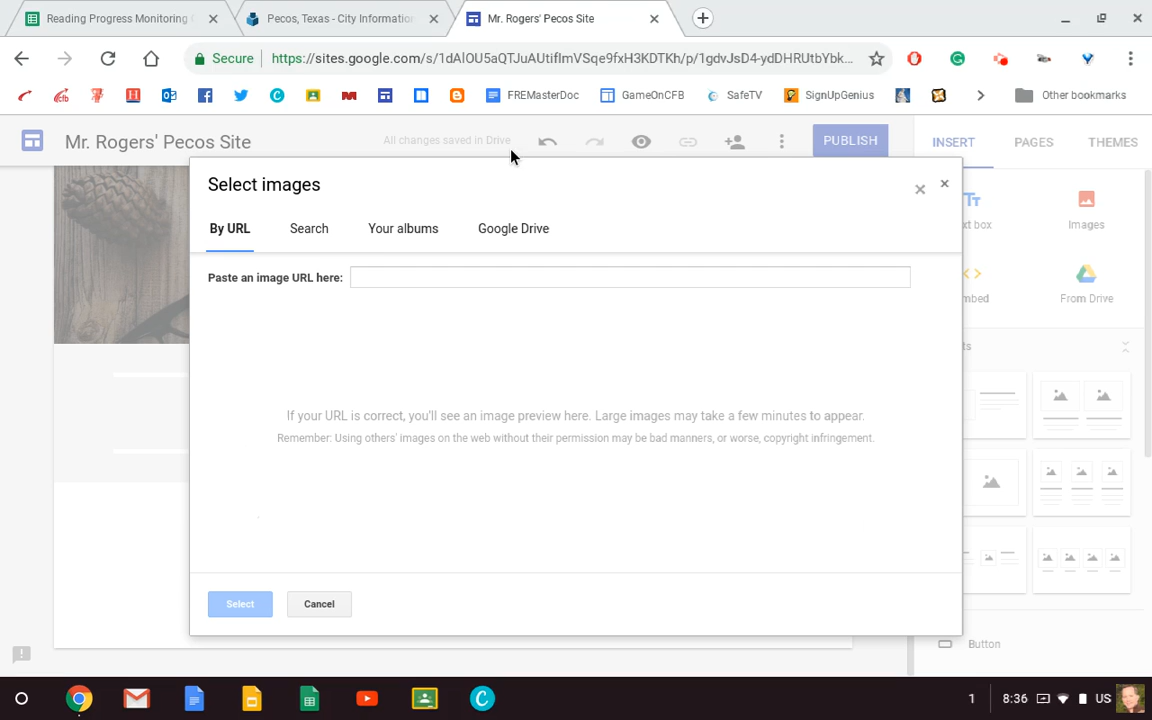 Reading Progress Monitoring
Pecos, Texas - City Information
Mr. Rogers' Pecos Site
Secure
https://sites.google.com/s/1dAlOU5aQTJuAUtifImVSqe9fxH3KDTKh/p/1gdvJsD4-ydDHRUtbYbk...
FREMasterDoc
GameOnCFB
SafeTV
SignUpGenius
Other bookmarks
Mr. Rogers' Pecos Site
All changes saved in Drive
PUBLISH
INSERT
PAGES
THEMES
Select images
By URL
Search
Your albums
Google Drive
Paste an image URL here:
If your URL is correct, you'll see an image preview here. Large images may take a few minutes to appear.
Remember: Using others' images on the web without their permission may be bad manners, or worse, copyright infringement.
Select
Cancel
Tt
xt box
Images
mbed
From Drive
ts
Button
1
8:36
US